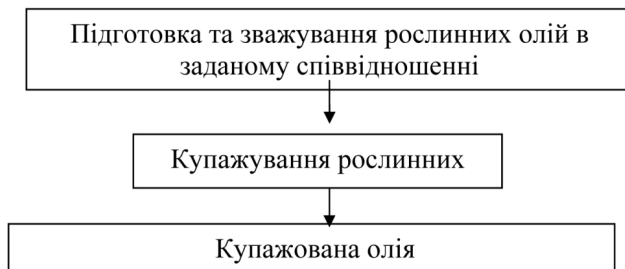 Підготовка та зважування рослинних олій в
заданому співвідношенні
Купажування рослинних
Купажована олія